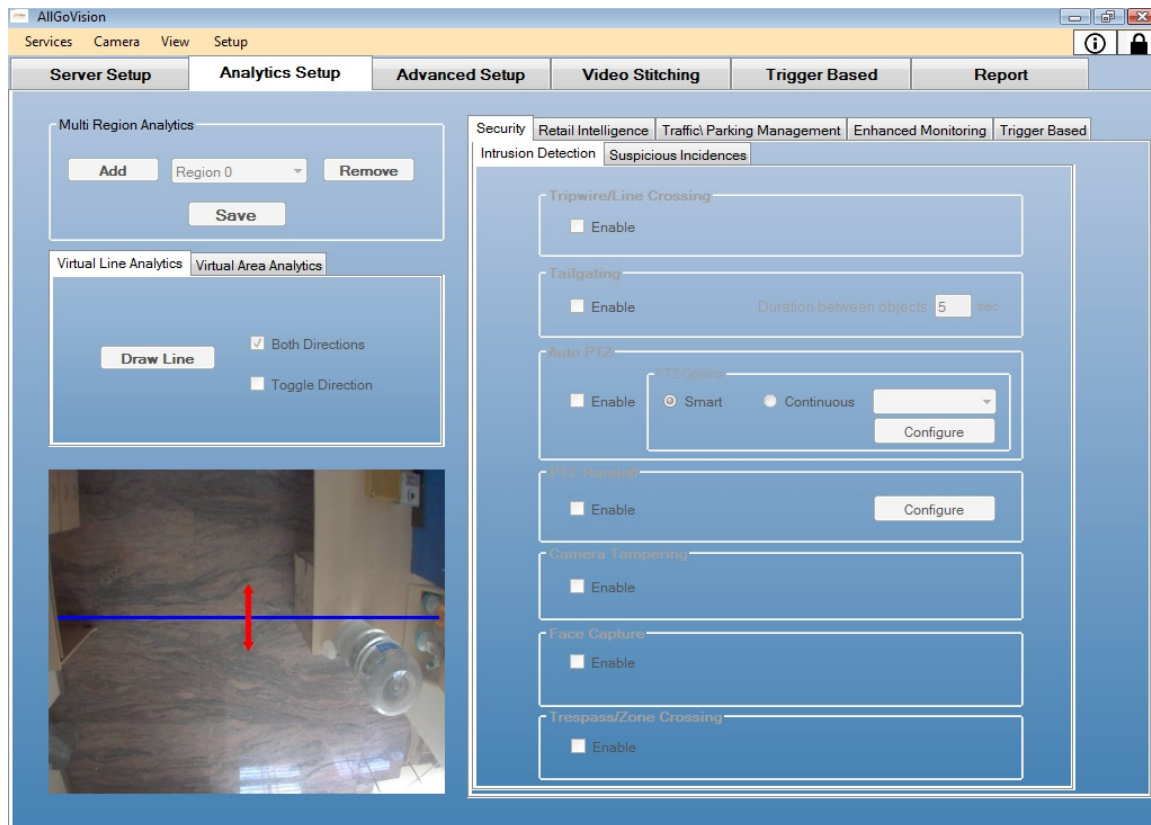 AllGoVision
Services Camera View Setup
Server Setup Analytics Setup Advanced Setup Video Stitching Trigger Based Report
Multi Region Analytics
Add Region 0 Remove
Save
Virtual Line Analytics Virtual Area Analytics
Draw Line
Both Directions
Toggle Direction
Security Retail Intelligence Traffic\ Parking Management Enhanced Monitoring Trigger Based
Intrusion Detection Suspicious Incidences
Tripwire/Line Crossing
Enable
Tailgating
Enable Duration between objects 5 sec
Auto PTZ
PTZ Options
Enable Smart Continuous
Configure
PTZ Handoff
Enable Configure
Camera Tampering
Enable
Face Capture
Enable
Trespass/Zone Crossing
Enable